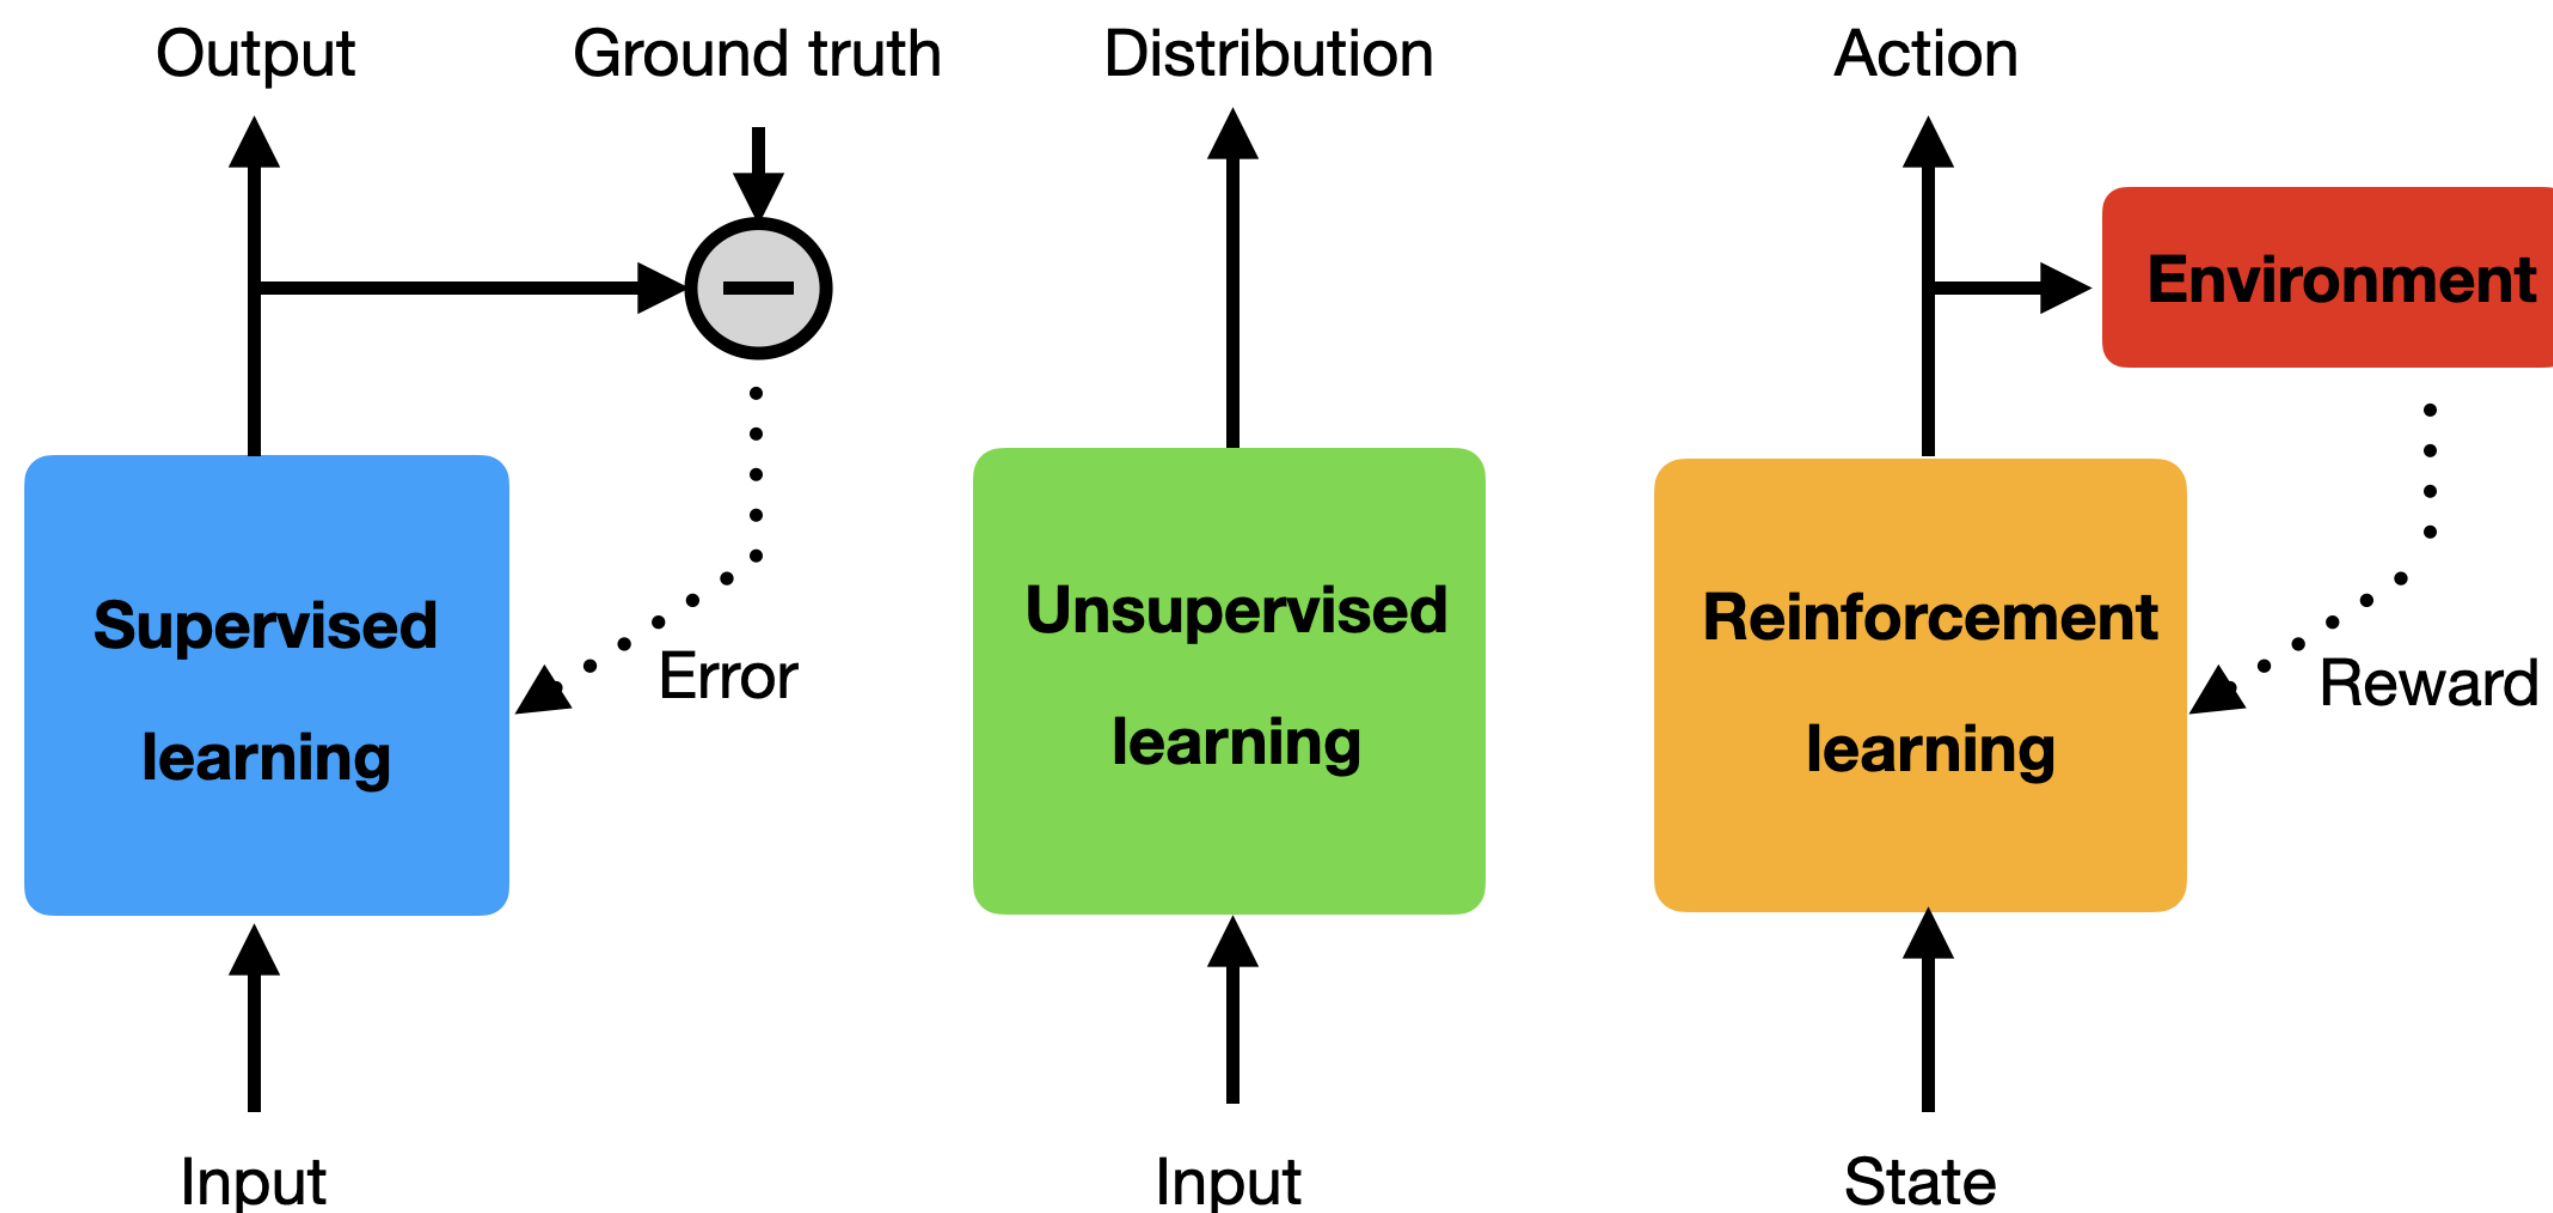 Output
Ground truth
Distribution
Action
Environment
Supervised
learning
Error
Unsupervised
learning
Reinforcement
learning
Reward
Input
Input
State